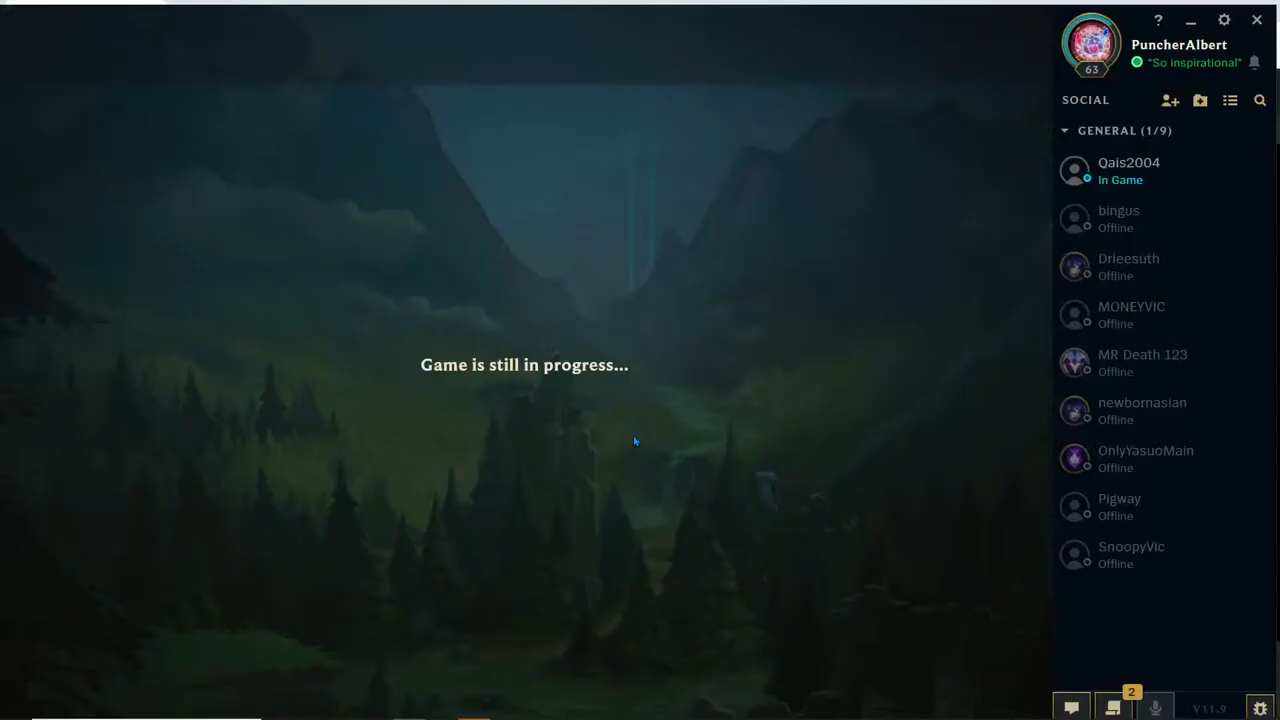 PuncherAlbert
63
"So inspirational"
SOCIAL
GENERAL (1/9)
Qais2004
In Game
bingus
Offline
Drleesuth
Offline
MONEYVIC
Offline
MR Death 123
Offline
newbornasian
Offline
OnlyYasuoMain
Offline
Pigway
Offline
SnoopyVic
Offline
Game is still in progress...
2
V11.9